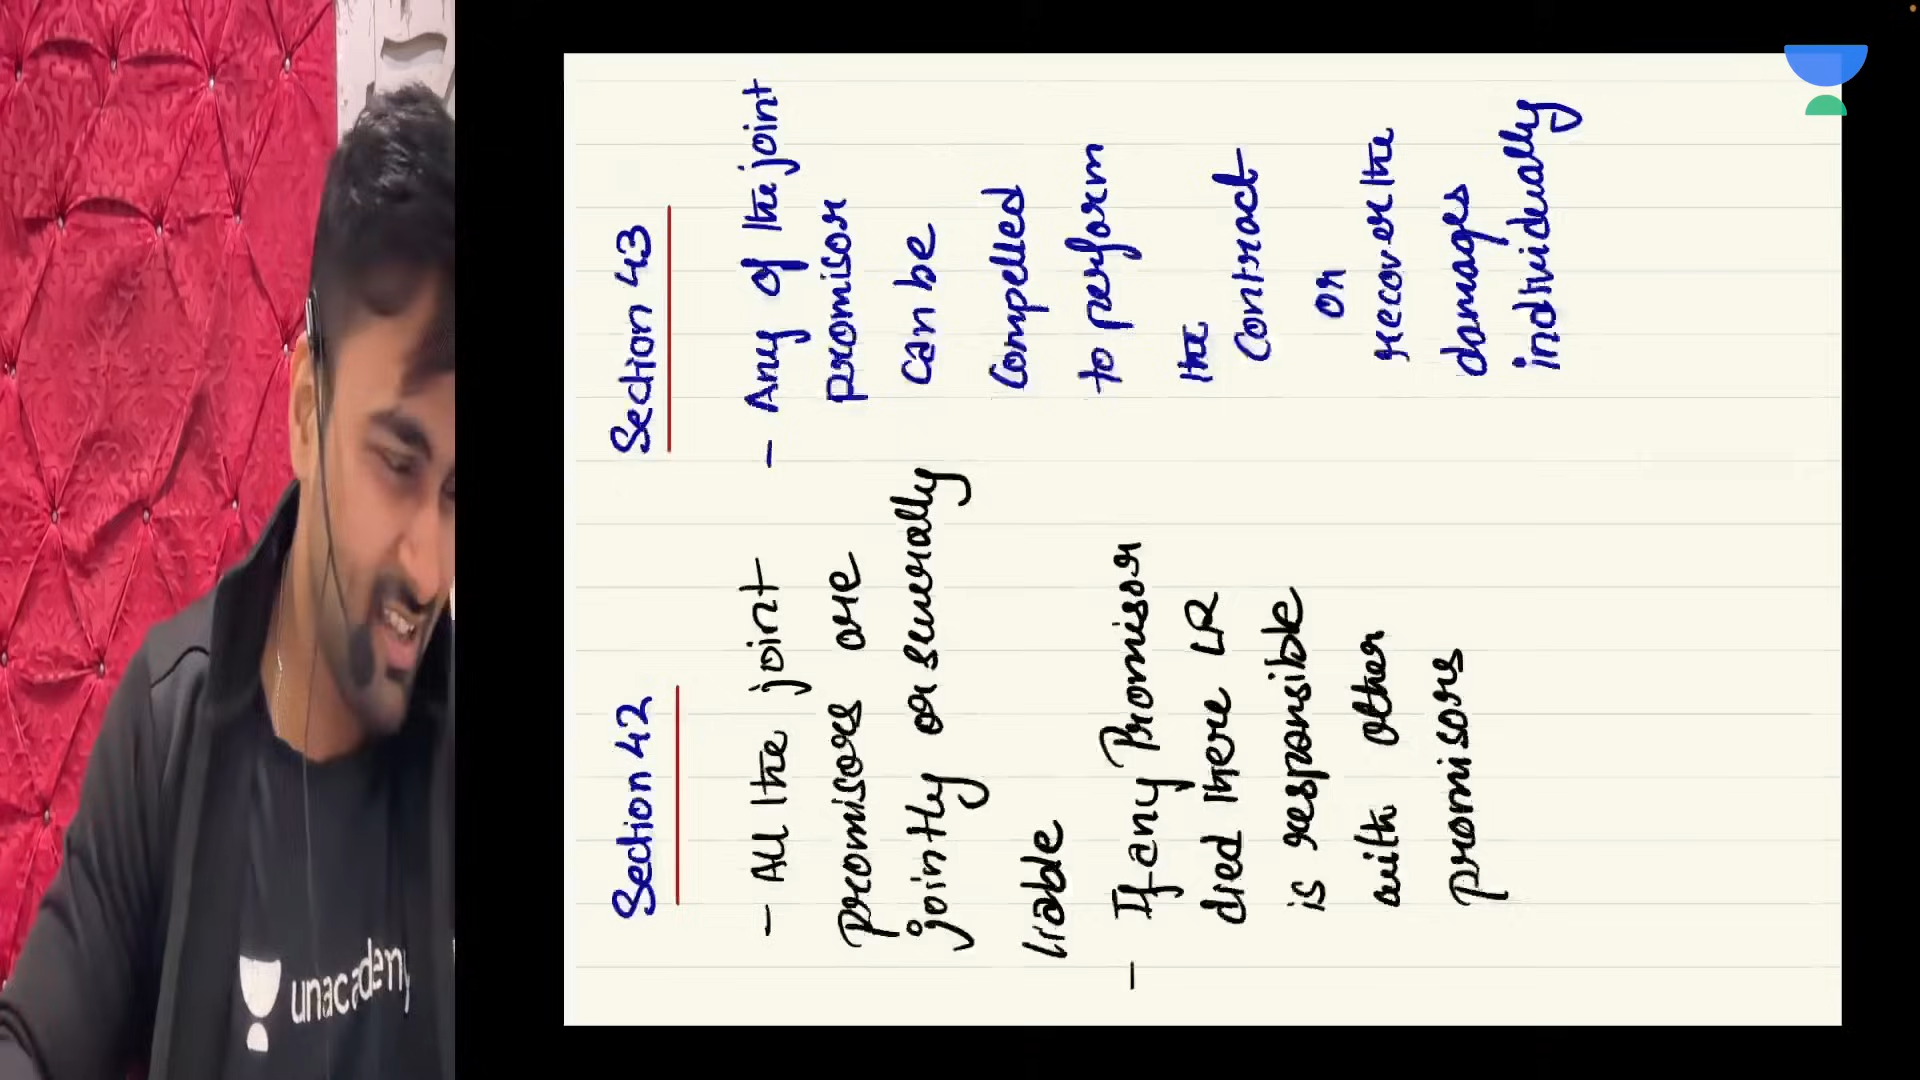 Section 42
- All the joint
promisors are
jointly or severally
liable
- If any Promisor
died there LR
is responsible
with other
promisors
Section 43
- Any of the joint
promisor
can be
Compelled
to perform
the
Contract
or
recover the
damages
individually
unacademy